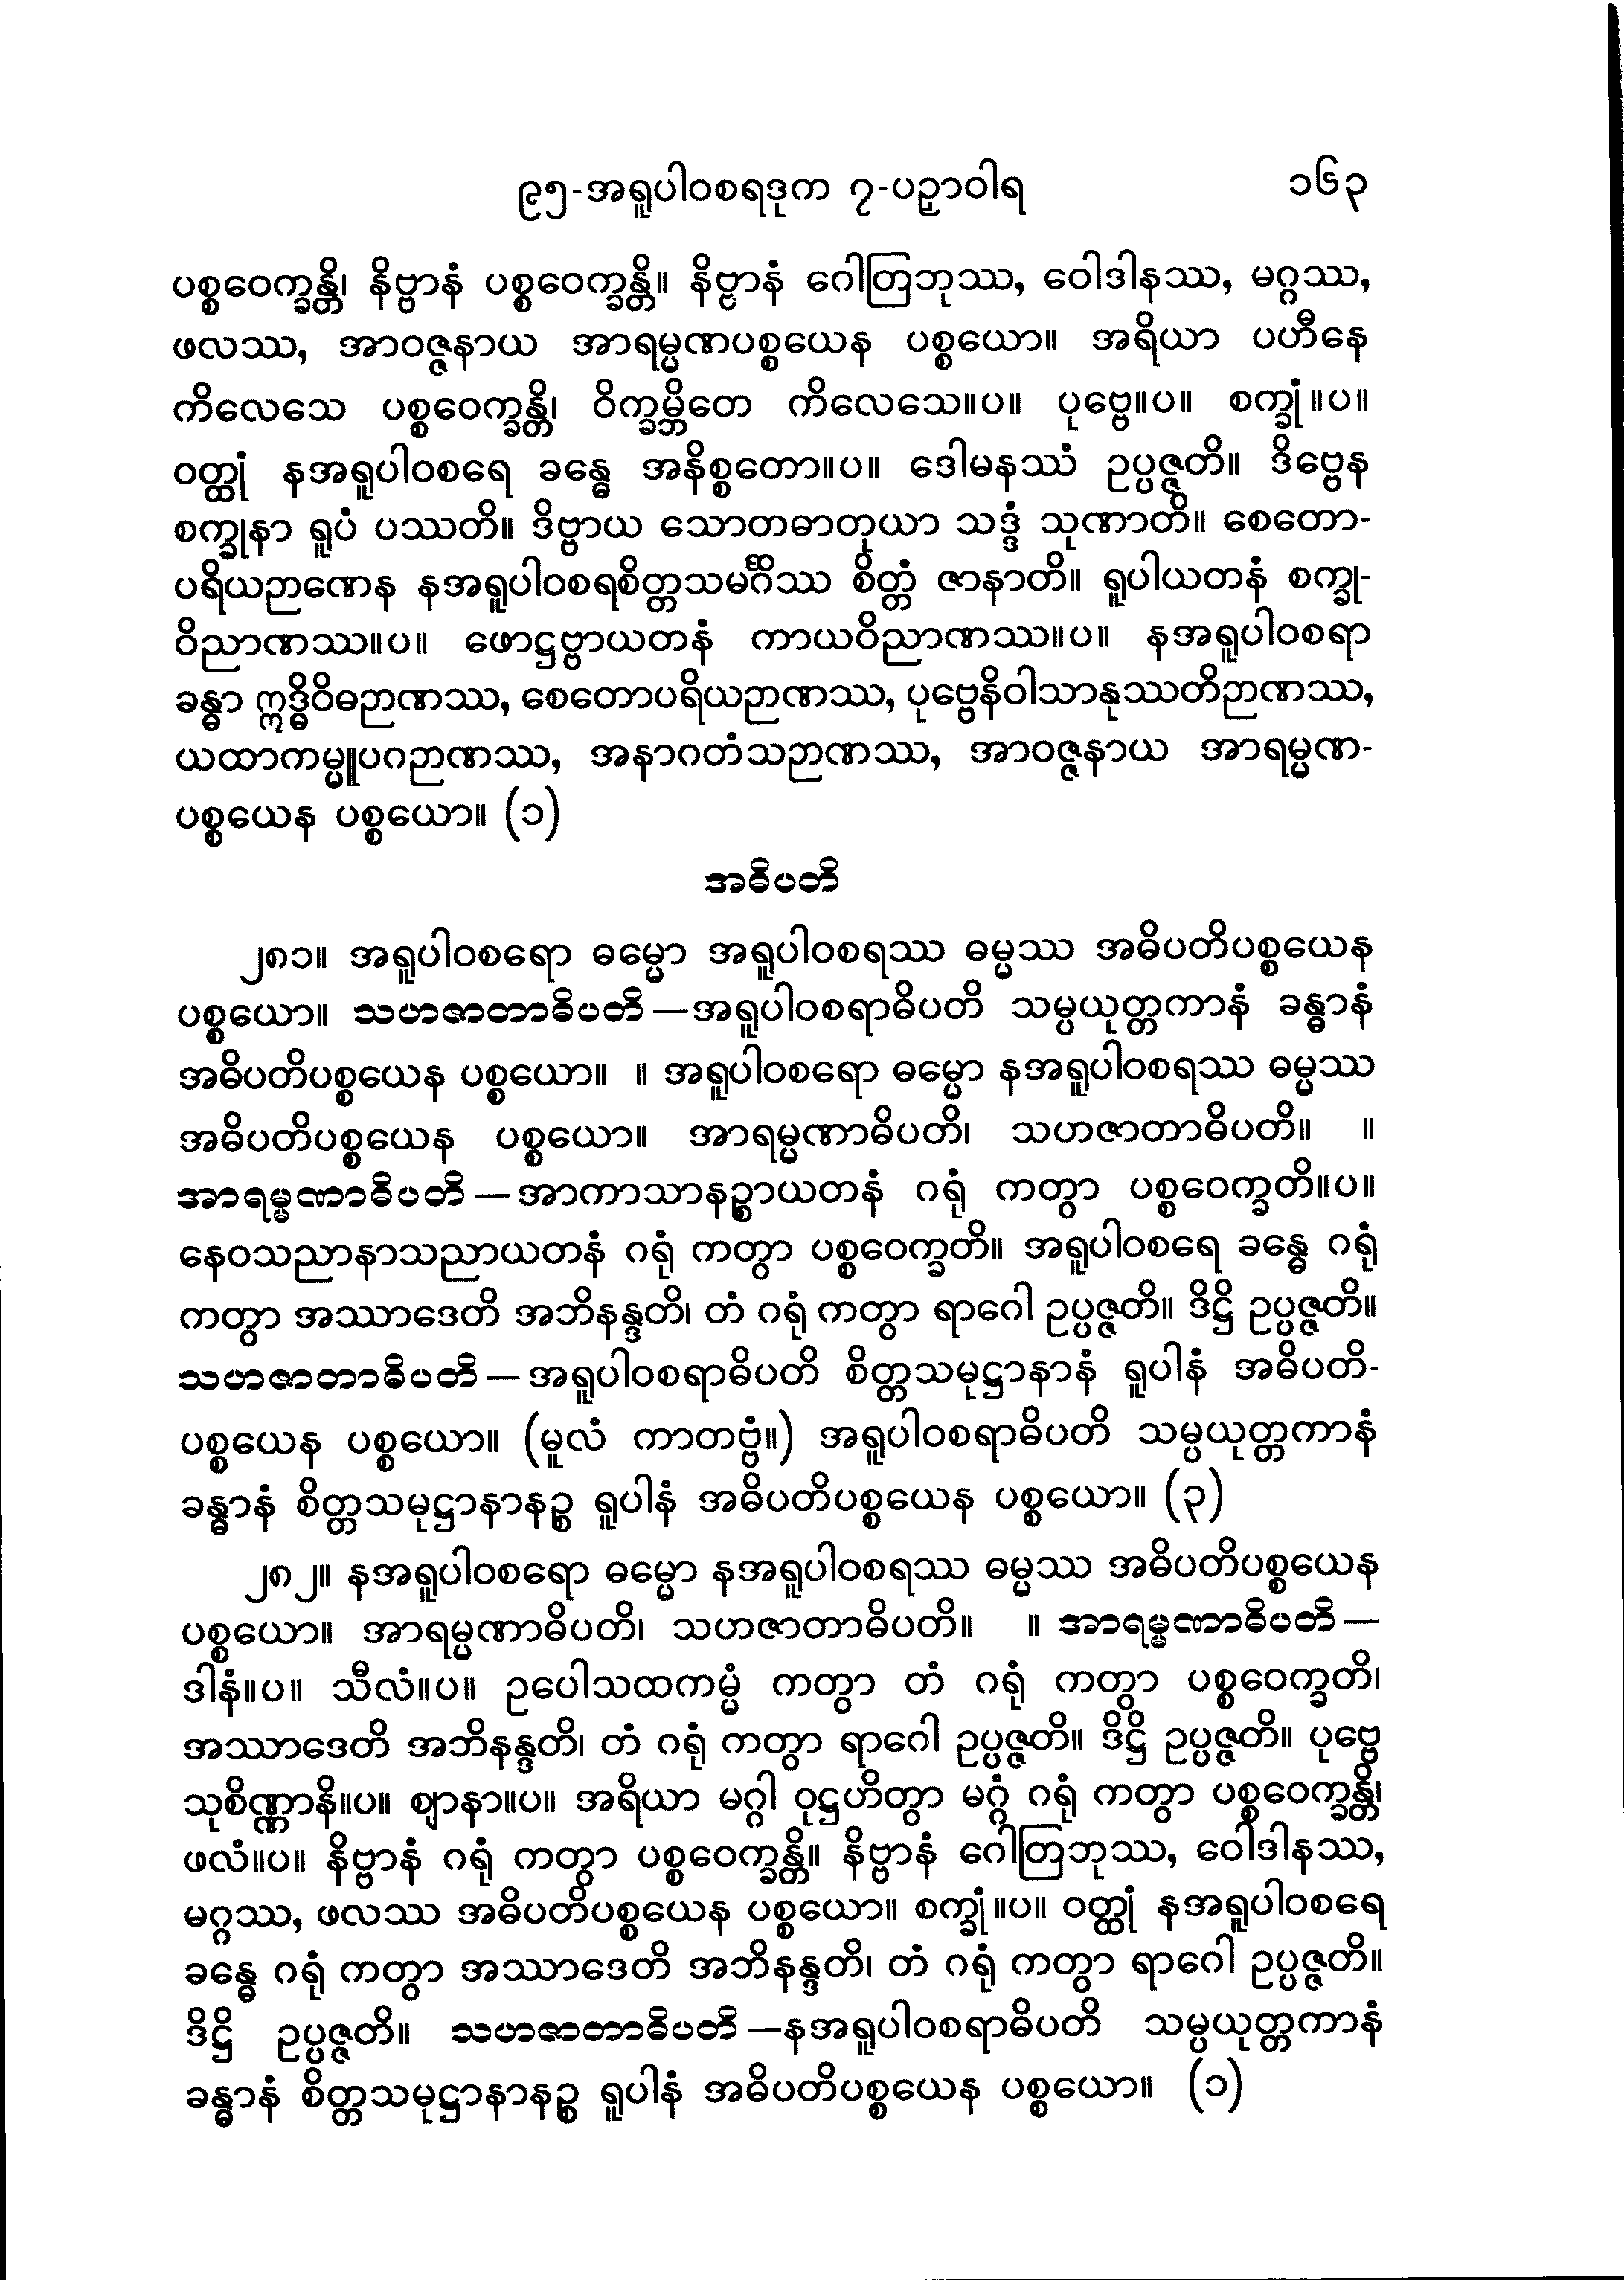 ၉၅-အရူပါဝစရဒုက ၇-ပဉှာဝါရ ၁၆၃
ပစ္စဝေက္ခန္တိ၊ နိဗ္ဗာနံ ပစ္စဝေက္ခန္တိ။ နိဗ္ဗာနံ ဂေါတြဘုဿ, ဝေါဒါနဿ, မဂ္ဂဿ,
ဖလဿ, အာဝဇ္ဇနာယ အာရမ္မဏပစ္စယေန ပစ္စယော။ အရိယာ ပဟီနေ
ကိလေသေ ပစ္စဝေက္ခန္တိ၊ ဝိက္ခမ္ဘိတေ ကိလေသေ။ပ။ ပုဗ္ဗေ။ပ။ စက္ခုံ။ပ။
ဝတ္ထုံ နအရူပါဝစရေ ခန္ဓေ အနိစ္စတော။ပ။ ဒေါမနဿံ ဥပ္ပဇ္ဇတိ။ ဒိဗ္ဗေန
စက္ခုနာ ရူပံ ပဿတိ။ ဒိဗ္ဗာယ သောတဓာတုယာ သဒ္ဒံ သုဏာတိ။ စေတော-
ပရိယဉာဏေန နအရူပါဝစရစိတ္တသမင်္ဂိဿ စိတ္တံ ဇာနာတိ။ ရူပါယတနံ စက္ခု-
ဝိညာဏဿ။ပ။ ဖောဋ္ဌဗ္ဗာယတနံ ကာယဝိညာဏဿ။ပ။ နအရူပါဝစရာ
ခန္ဓာ ဣဒ္ဓိဝိဓဉာဏဿ, စေတောပရိယဉာဏဿ, ပုဗ္ဗေနိဝါသာနုဿတိဉာဏဿ,
ယထာကမ္မူပဂဉာဏဿ, အနာဂတံသဉာဏဿ, အာဝဇ္ဇနာယ အာရမ္မဏ-
ပစ္စယေန ပစ္စယော။ (၁)
အဓိပတိ
၂၈၁။ အရူပါဝစရော ဓမ္မော အရူပါဝစရဿ ဓမ္မဿ အဓိပတိပစ္စယေန
ပစ္စယော။ သဟဇာတာဓိပတိ—အရူပါဝစရာဓိပတိ သမ္ပယုတ္တကာနံ ခန္ဓာနံ
အဓိပတိပစ္စယေန ပစ္စယော။ ။ အရူပါဝစရော ဓမ္မော နအရူပါဝစရဿ ဓမ္မဿ
အဓိပတိပစ္စယေန ပစ္စယော။ အာရမ္မဏာဓိပတိ၊ သဟဇာတာဓိပတိ။ ။
အာရမ္မဏာဓိပတိ—အာကာသာနဉ္စာယတနံ ဂရုံ ကတွာ ပစ္စဝေက္ခတိ။ပ။
နေဝသညာနာသညာယတနံ ဂရုံ ကတွာ ပစ္စဝေက္ခတိ။ အရူပါဝစရေ ခန္ဓေ ဂရုံ
ကတွာ အဿာဒေတိ အဘိနန္ဒတိ၊ တံ ဂရုံ ကတွာ ရာဂေါ ဥပ္ပဇ္ဇတိ။ ဒိဋ္ဌိ ဥပ္ပဇ္ဇတိ။
သဟဇာတာဓိပတိ—အရူပါဝစရာဓိပတိ စိတ္တသမုဋ္ဌာနာနံ ရူပါနံ အဓိပတိ-
ပစ္စယေန ပစ္စယော။ (မူလံ ကာတဗ္ဗံ။) အရူပါဝစရာဓိပတိ သမ္ပယုတ္တကာနံ
ခန္ဓာနံ စိတ္တသမုဋ္ဌာနာနဉ္စ ရူပါနံ အဓိပတိပစ္စယေန ပစ္စယော။ (၃)
၂၈၂။ နအရူပါဝစရော ဓမ္မော နအရူပါဝစရဿ ဓမ္မဿ အဓိပတိပစ္စယေန
ပစ္စယော။ အာရမ္မဏာဓိပတိ၊ သဟဇာတာဓိပတိ။ ။ အာရမ္မဏာဓိပတိ—
ဒါနံ။ပ။ သီလံ။ပ။ ဥပေါသထကမ္မံ ကတွာ တံ ဂရုံ ကတွာ ပစ္စဝေက္ခတိ၊
အဿာဒေတိ အဘိနန္ဒတိ၊ တံ ဂရုံ ကတွာ ရာဂေါ ဥပ္ပဇ္ဇတိ။ ဒိဋ္ဌိ ဥပ္ပဇ္ဇတိ။ ပုဗ္ဗေ
သုစိဏ္ဏာနိ။ပ။ ဈာနာ။ပ။ အရိယာ မဂ္ဂါ ဝုဋ္ဌဟိတွာ မဂ္ဂံ ဂရုံ ကတွာ ပစ္စဝေက္ခန္တိ၊
ဖလံ။ပ။ နိဗ္ဗာနံ ဂရုံ ကတွာ ပစ္စဝေက္ခန္တိ။ နိဗ္ဗာနံ ဂေါတြဘုဿ, ဝေါဒါနဿ,
မဂ္ဂဿ, ဖလဿ အဓိပတိပစ္စယေန ပစ္စယော။ စက္ခုံ။ပ။ ဝတ္ထုံ နအရူပါဝစရေ
ခန္ဓေ ဂရုံ ကတွာ အဿာဒေတိ အဘိနန္ဒတိ၊ တံ ဂရုံ ကတွာ ရာဂေါ ဥပ္ပဇ္ဇတိ။
ဒိဋ္ဌိ ဥပ္ပဇ္ဇတိ။ သဟဇာတာဓိပတိ—နအရူပါဝစရာဓိပတိ သမ္ပယုတ္တကာနံ
ခန္ဓာနံ စိတ္တသမုဋ္ဌာနာနဉ္စ ရူပါနံ အဓိပတိပစ္စယေန ပစ္စယော။ (၁)